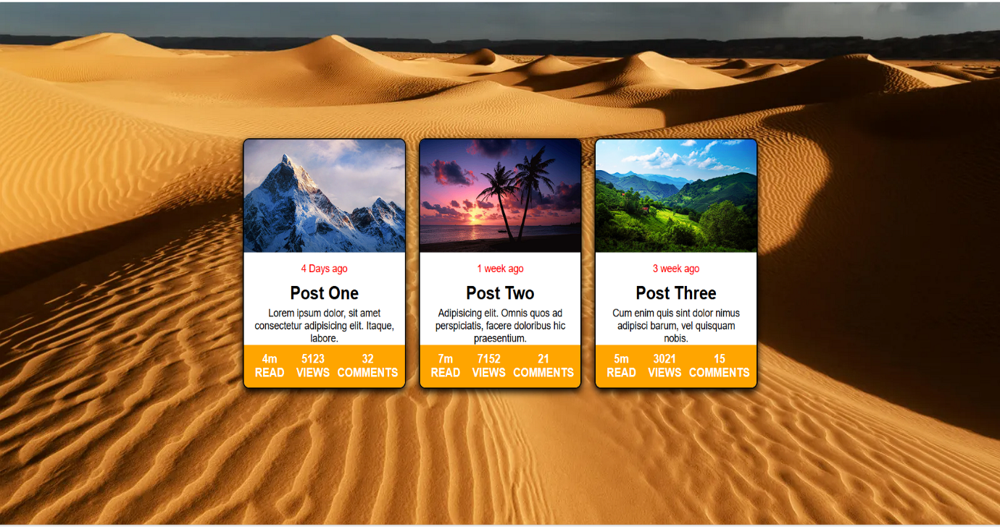 4 Days ago
Post One
Lorem ipsum dolor, sit amet
consectetur adipisicing elit. Itaque,
labore.
4m
READ
5123
VIEWS
32
COMMENTS
1 week ago
Post Two
Adipisicing elit. Omnis quos ad
perspiciatis, facere doloribus hic
praesentium.
7m
READ
7152
VIEWS
21
COMMENTS
3 week ago
Post Three
Cum enim quis sint dolor nimus
adipisci barum, vel quisquam
nobis.
5m
READ
3021
VIEWS
15
COMMENTS